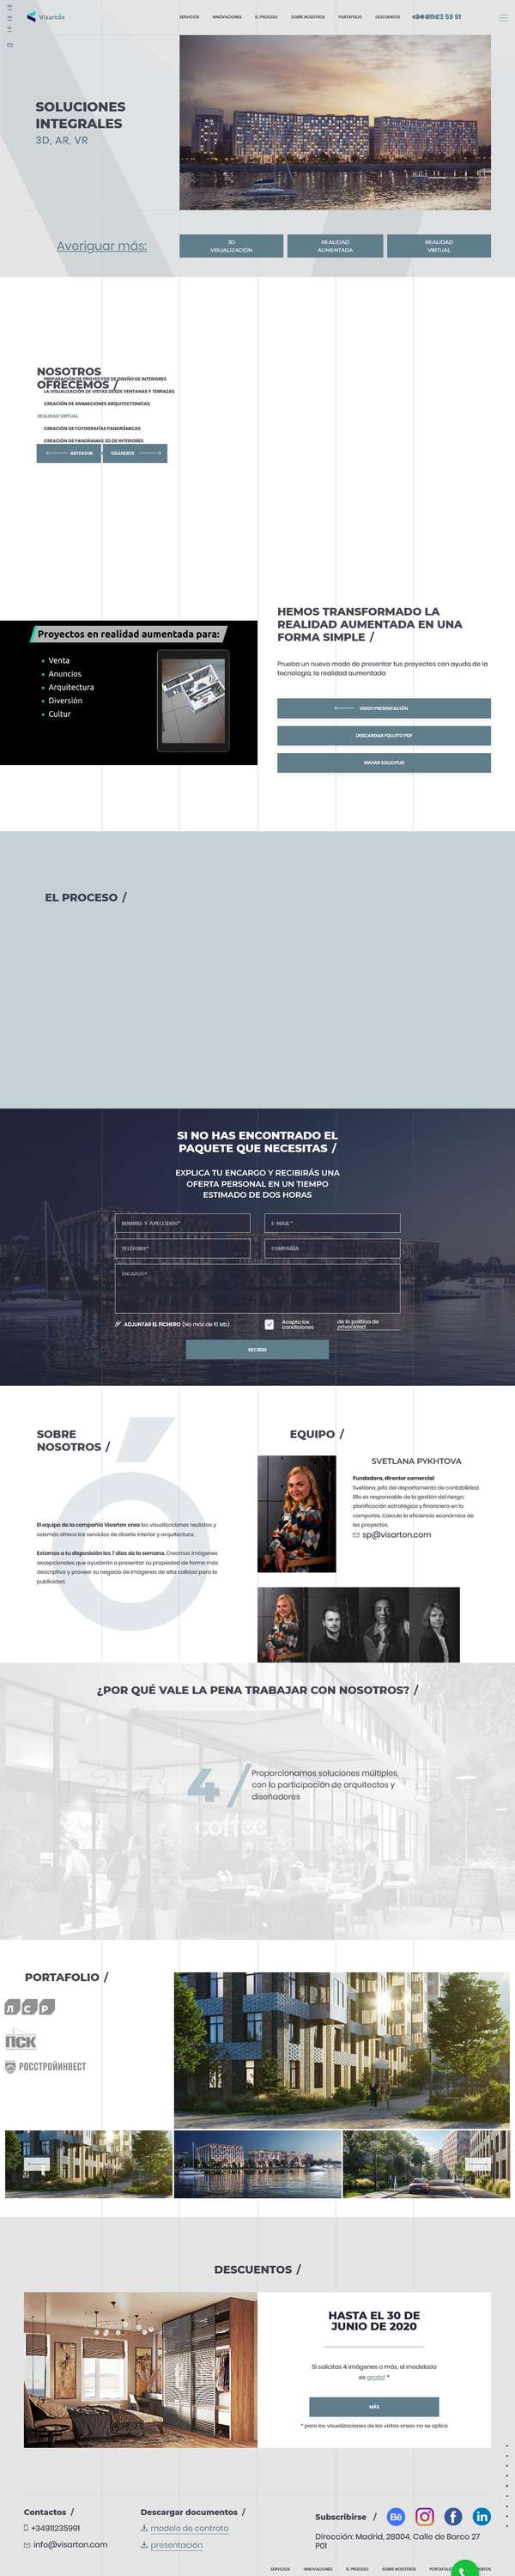 Visarton
SERVICIOS
INNOVACIONES
EL PROCESO
SOBRE NOSOTROS
PORTAFOLIO
DESCUENTOS
SOLUCIONES
INTEGRALES
3D, AR, VR
Averiguar más:
3D
VISUALIZACIÓN
REALIDAD
AUMENTADA
REALIDAD
VIRTUAL
NOSOTROS
OFRECEMOS /
PREPARACIÓN DE PROYECTOS DE DISEÑO DE INTERIORES
LA VISUALIZACIÓN DE VISTAS DESDE VENTANAS Y TERRAZAS
CREACIÓN DE ANIMACIONES ARQUITECTONICAS
REALIDAD VIRTUAL
CREACIÓN DE FOTOGRAFÍAS PANORÁMICAS
CREACIÓN DE PANORAMAS 3D DE INTERIORES
ANTERIOR
SIGUIENTE
Proyectos en realidad aumentada para:
Venta
Anuncios
Arquitectura
Diversión
Cultur
HEMOS TRANSFORMADO LA
REALIDAD AUMENTADA EN UNA
FORMA SIMPLE /
Prueba un nuevo modo de presentar tus proyectos con ayuda de la
tecnología, la realidad aumentada
VIDEO PRESENTACIÓN
DESCARGAR FOLLETO PDF
ENVIAR SOLICITUD
EL PROCESO /
SI NO HAS ENCONTRADO EL
PAQUETE QUE NECESITAS /
EXPLICA TU ENCARGO Y RECIBIRÁS UNA
OFERTA PERSONAL EN UN TIEMPO
ESTIMADO DE DOS HORAS
NOMBRE Y APELLIDOS*
E-MAIL*
TELÉFONO*
COMPAÑÍA
ENCARGO*
ADJUNTAR EL FICHERO (No más de 15 Mb)
Acepto las
condiciones
de la política de
privacidad
RECIBIR
SOBRE
NOSOTROS /
6
El equipo de la compañía Visarton crea las visualizaciones realistas y
además ofrece los servicios de diseño interior y arquitectura.
Estamos a tu disposición los 7 días de la semana. Creamos imágenes
excepcionales que ayudarán a presentar su propiedad de forma más
descriptiva y proveer su negocio de imágenes de alta calidad para la
publicidad.
EQUIPO /
SVETLANA PYKHTOVA
Fundadora, director comercial
Svetlana, jefa del departamento de contabilidad.
Ella es responsable de la gestión del riesgo,
planificación estratégica y financiera en la
compañía. Calcula la eficiencia económica de
los proyectos.
sp@visarton.com
¿POR QUÉ VALE LA PENA TRABAJAR CON NOSOTROS? /
1 2 3 4/ 5
Proporcionamos soluciones múltiples,
con la participación de arquitectos y
diseñadores
coffee
PORTAFOLIO /
ЛСР
ПСК
РОССТРОЙИНВЕСТ
DESCUENTOS /
HASTA EL 30 DE
JUNIO DE 2020
Si solicitas 4 imágenes o más, el modelado
es gratis! *
MÁS
* para las visualizaciones de las vistas areas no se aplica
Contactos /
+34911235991
info@visarton.com
Descargar documentos /
modelo de contrato
presentación
Subscribirse /
Bē
f
in
Dirección: Madrid, 28004, Calle de Barco 27
P01
SERVICIOS
INNOVACIONES
EL PROCESO
SOBRE NOSOTROS